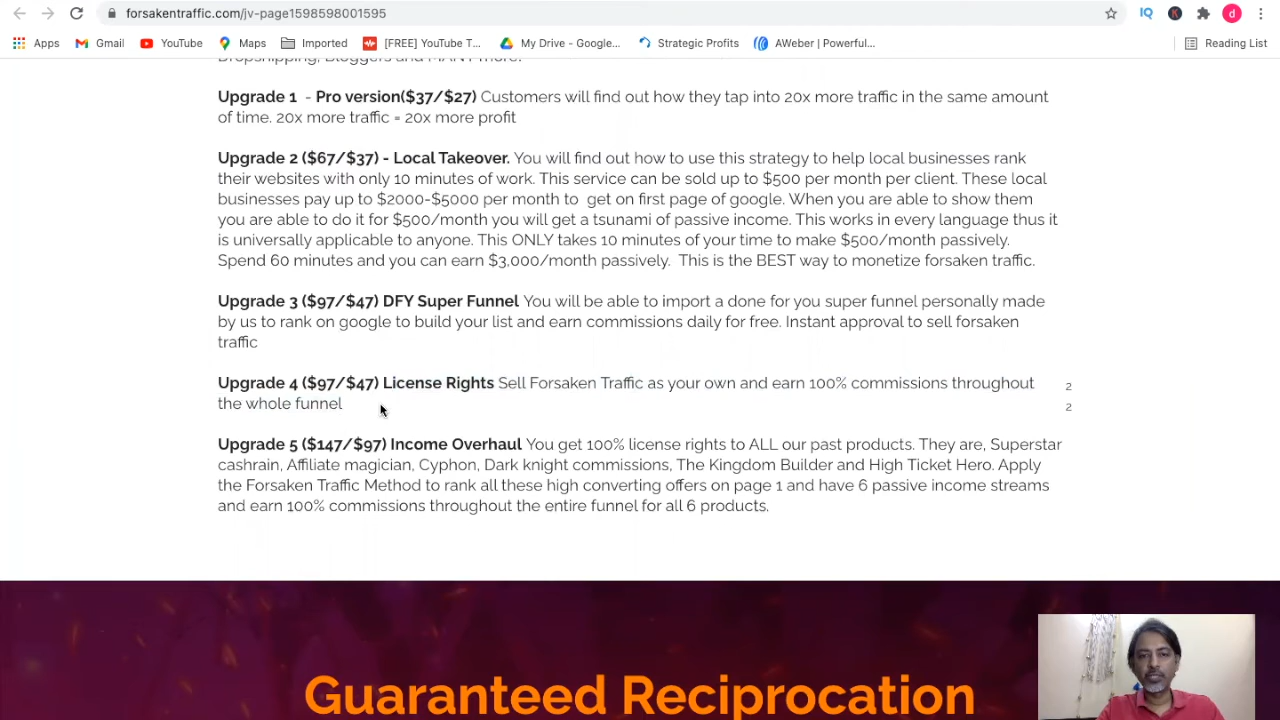 forsakentraffic.com/jv-page1598598001595
Apps Gmail YouTube Maps Imported [FREE] YouTube T... My Drive - Google... Strategic Profits AWeber | Powerful... Reading List
Dropshipping, Bloggers and MANY more!
Upgrade 1 - Pro version($37/$27) Customers will find out how they tap into 20x more traffic in the same amount
of time. 20x more traffic = 20x more profit
Upgrade 2 ($67/$37) - Local Takeover. You will find out how to use this strategy to help local businesses rank
their websites with only 10 minutes of work. This service can be sold up to $500 per month per client. These local
businesses pay up to $2000-$5000 per month to get on first page of google. When you are able to show them
you are able to do it for $500/month you will get a tsunami of passive income. This works in every language thus it
is universally applicable to anyone. This ONLY takes 10 minutes of your time to make $500/month passively.
Spend 60 minutes and you can earn $3,000/month passively. This is the BEST way to monetize forsaken traffic.
Upgrade 3 ($97/$47) DFY Super Funnel You will be able to import a done for you super funnel personally made
by us to rank on google to build your list and earn commissions daily for free. Instant approval to sell forsaken
traffic
Upgrade 4 ($97/$47) License Rights Sell Forsaken Traffic as your own and earn 100% commissions throughout
the whole funnel
2
2
Upgrade 5 ($147/$97) Income Overhaul You get 100% license rights to ALL our past products. They are, Superstar
cashrain, Affiliate magician, Cyphon, Dark knight commissions, The Kingdom Builder and High Ticket Hero. Apply
the Forsaken Traffic Method to rank all these high converting offers on page 1 and have 6 passive income streams
and earn 100% commissions throughout the entire funnel for all 6 products.
Guaranteed Reciprocation